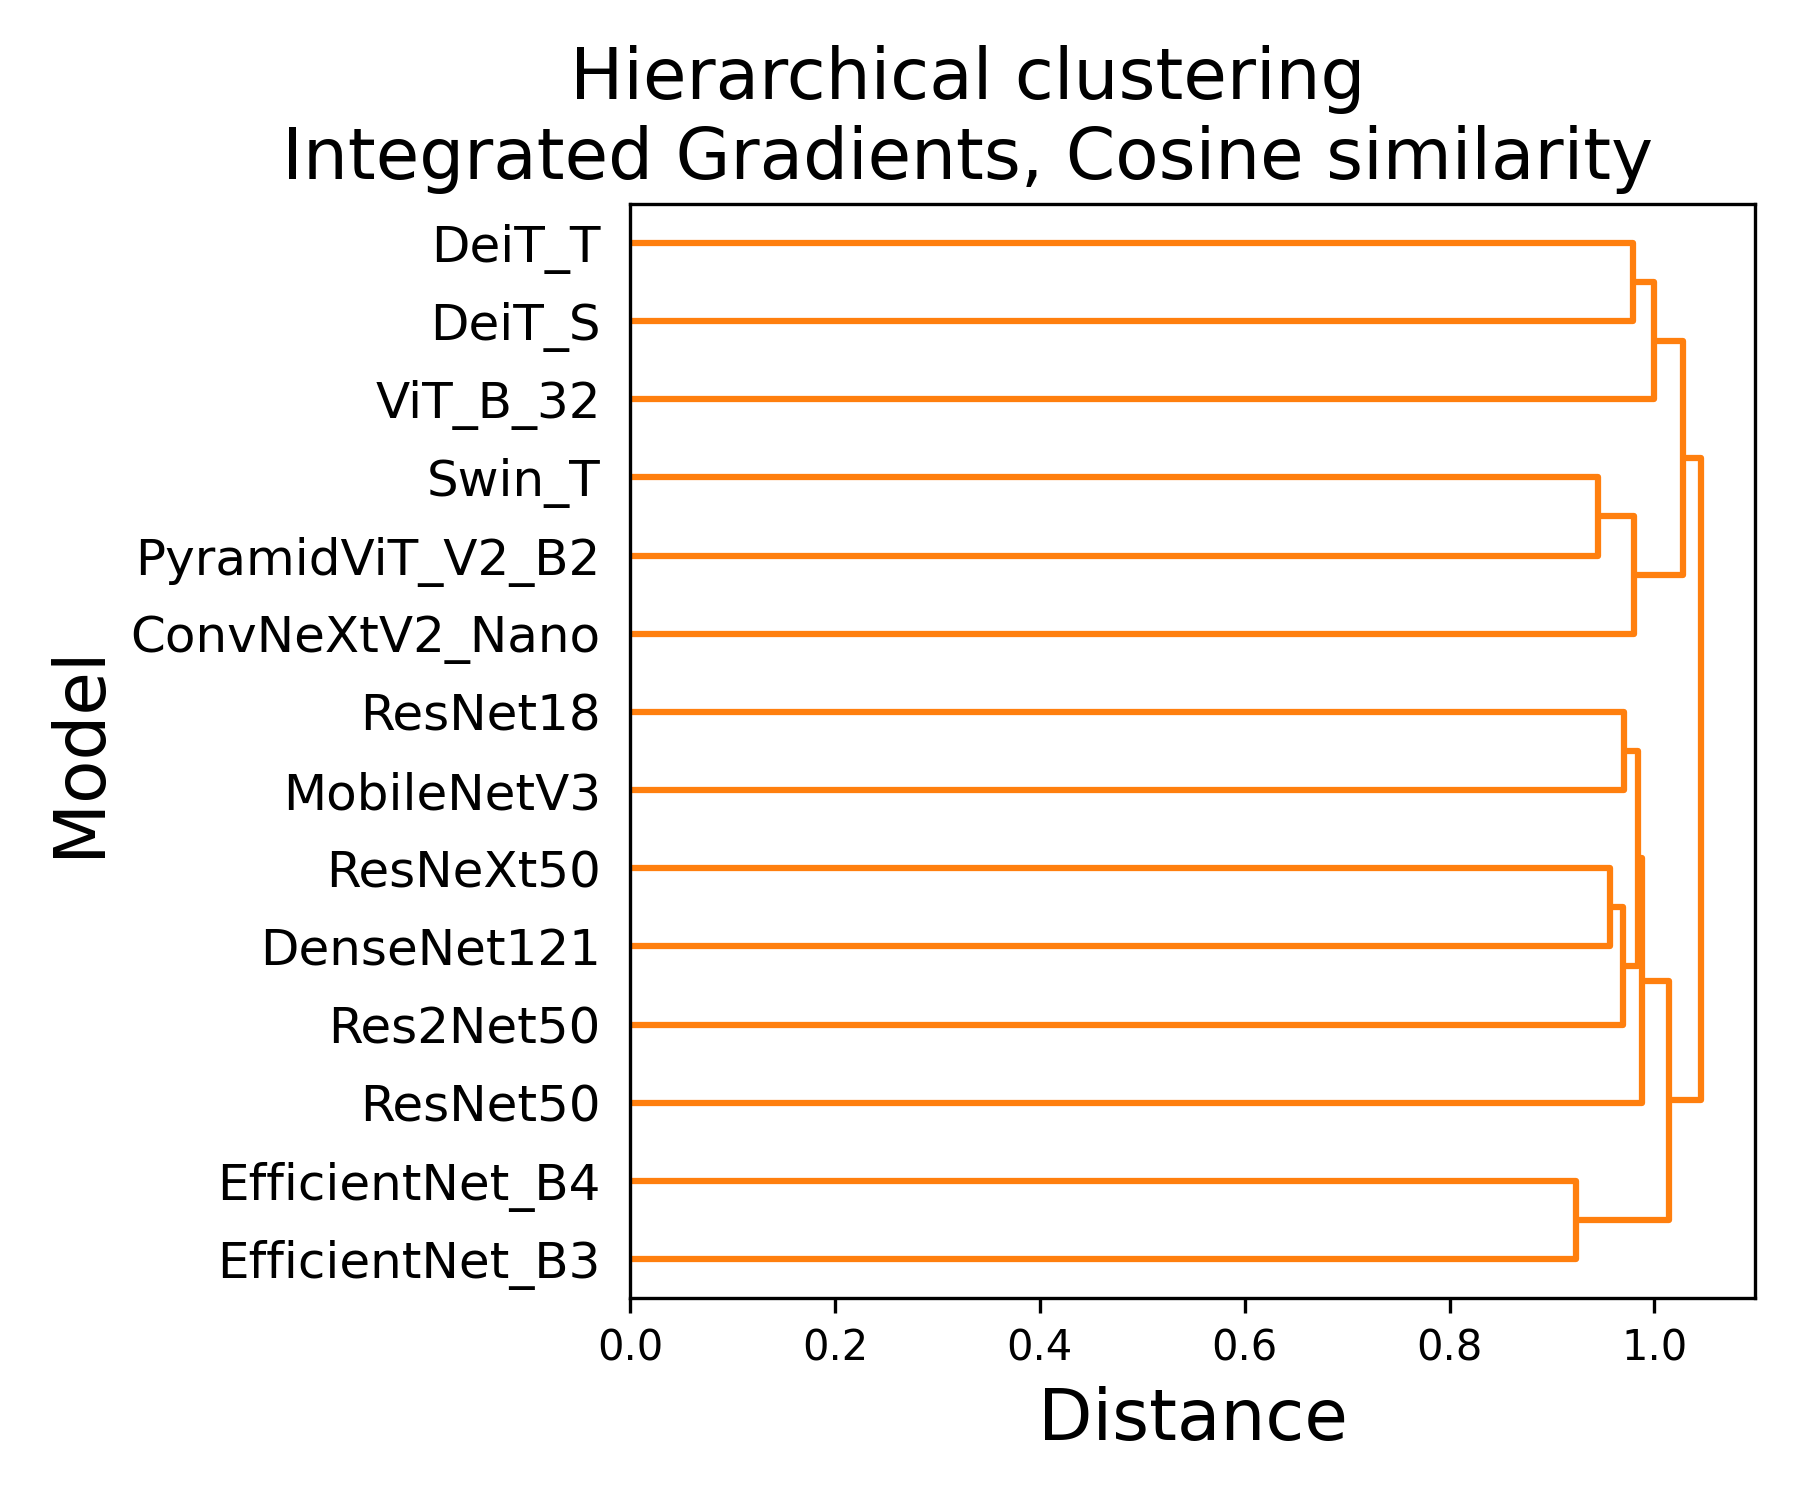 Hierarchical clustering
Integrated Gradients, Cosine similarity
DeiT_T
DeiT_S
ViT_B_32
Swin_T
PyramidViT_V2_B2
ConvNeXtV2_Nano
ResNet18
MobileNetV3
ResNeXt50
DenseNet121
Res2Net50
ResNet50
EfficientNet_B4
EfficientNet_B3
Model
0.0 0.2 0.4 0.6 0.8 1.0
Distance